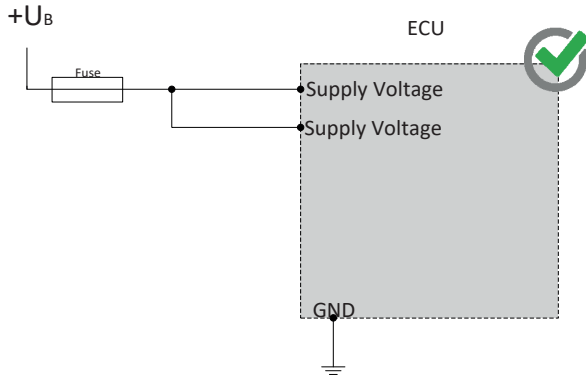 +UB
ECU
Fuse
Supply Voltage
Supply Voltage
GND